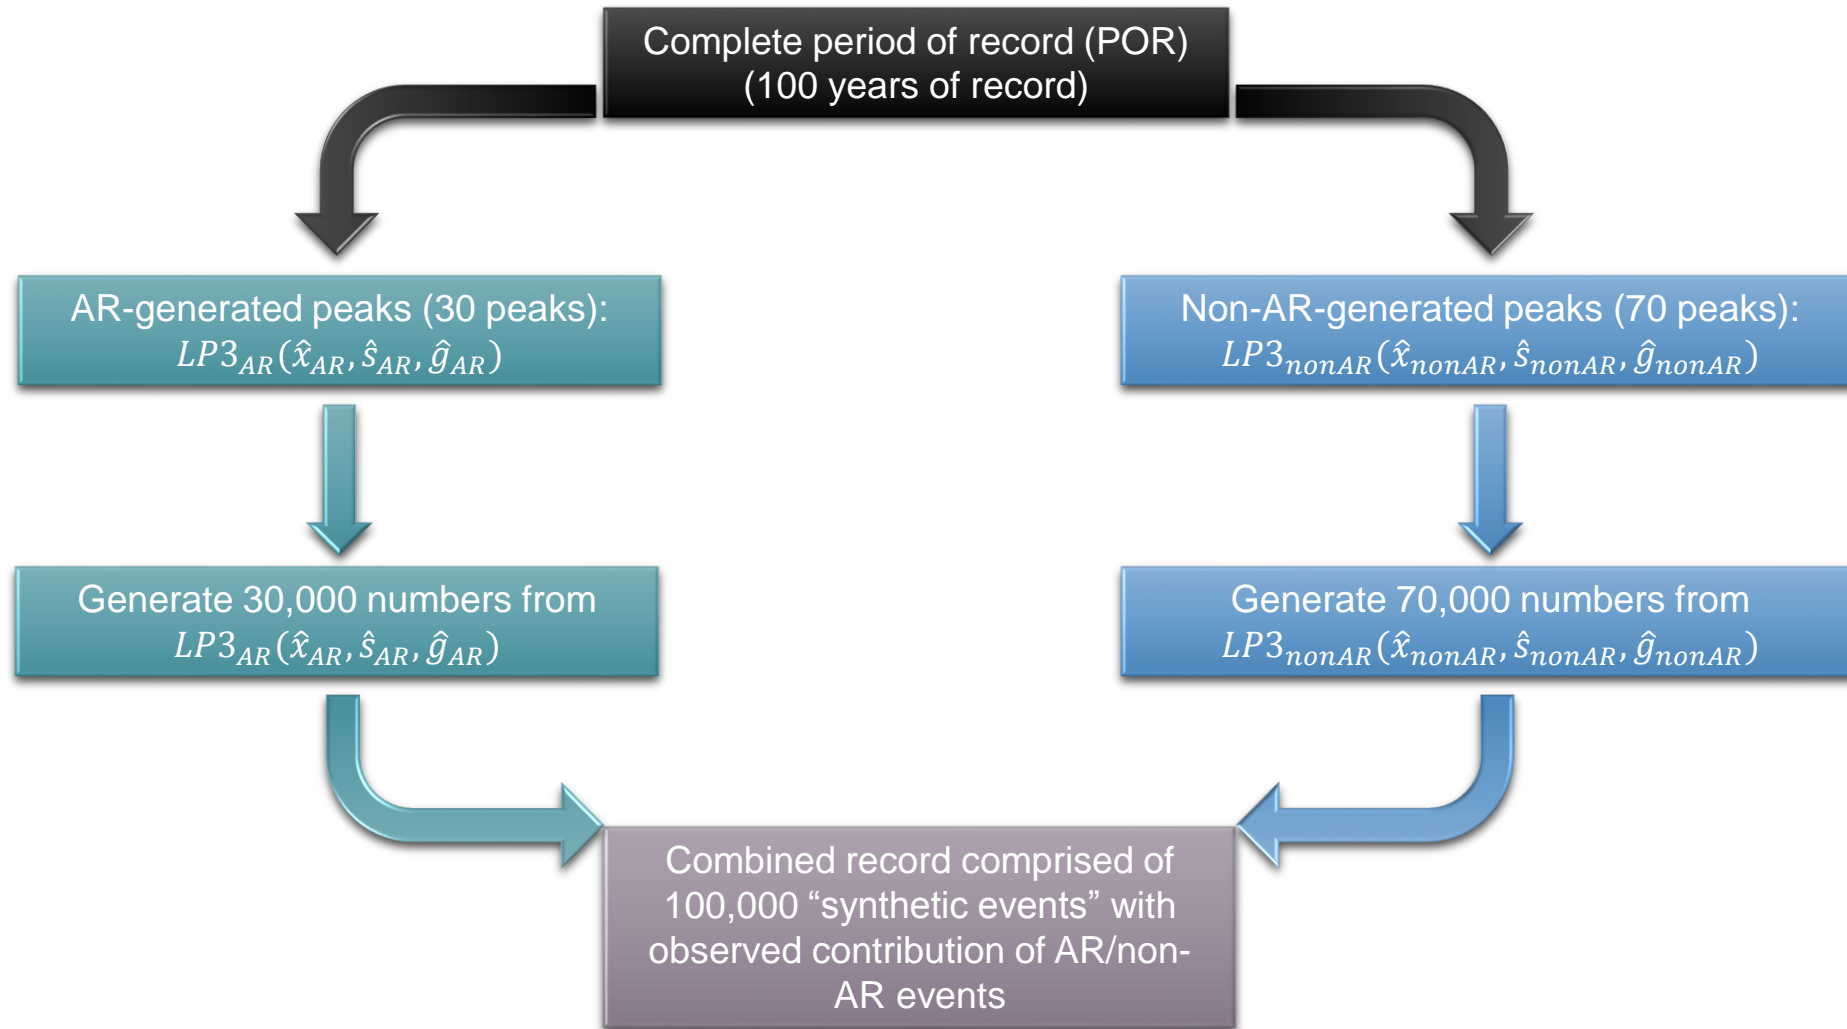 Complete period of record (POR)
(100 years of record)
AR-generated peaks (30 peaks):
𝐿𝑃3𝐴𝑅(x̂𝐴𝑅, ŝ𝐴𝑅, ĝ𝐴𝑅)
Non-AR-generated peaks (70 peaks):
𝐿𝑃3𝑛𝑜𝑛𝐴𝑅(x̂𝑛𝑜𝑛𝐴𝑅, ŝ𝑛𝑜𝑛𝐴𝑅, ĝ𝑛𝑜𝑛𝐴𝑅)
Generate 30,000 numbers from
𝐿𝑃3𝐴𝑅(x̂𝐴𝑅, ŝ𝐴𝑅, ĝ𝐴𝑅)
Generate 70,000 numbers from
𝐿𝑃3𝑛𝑜𝑛𝐴𝑅(x̂𝑛𝑜𝑛𝐴𝑅, ŝ𝑛𝑜𝑛𝐴𝑅, ĝ𝑛𝑜𝑛𝐴𝑅)
Combined record comprised of
100,000 “synthetic events” with
observed contribution of AR/non-
AR events